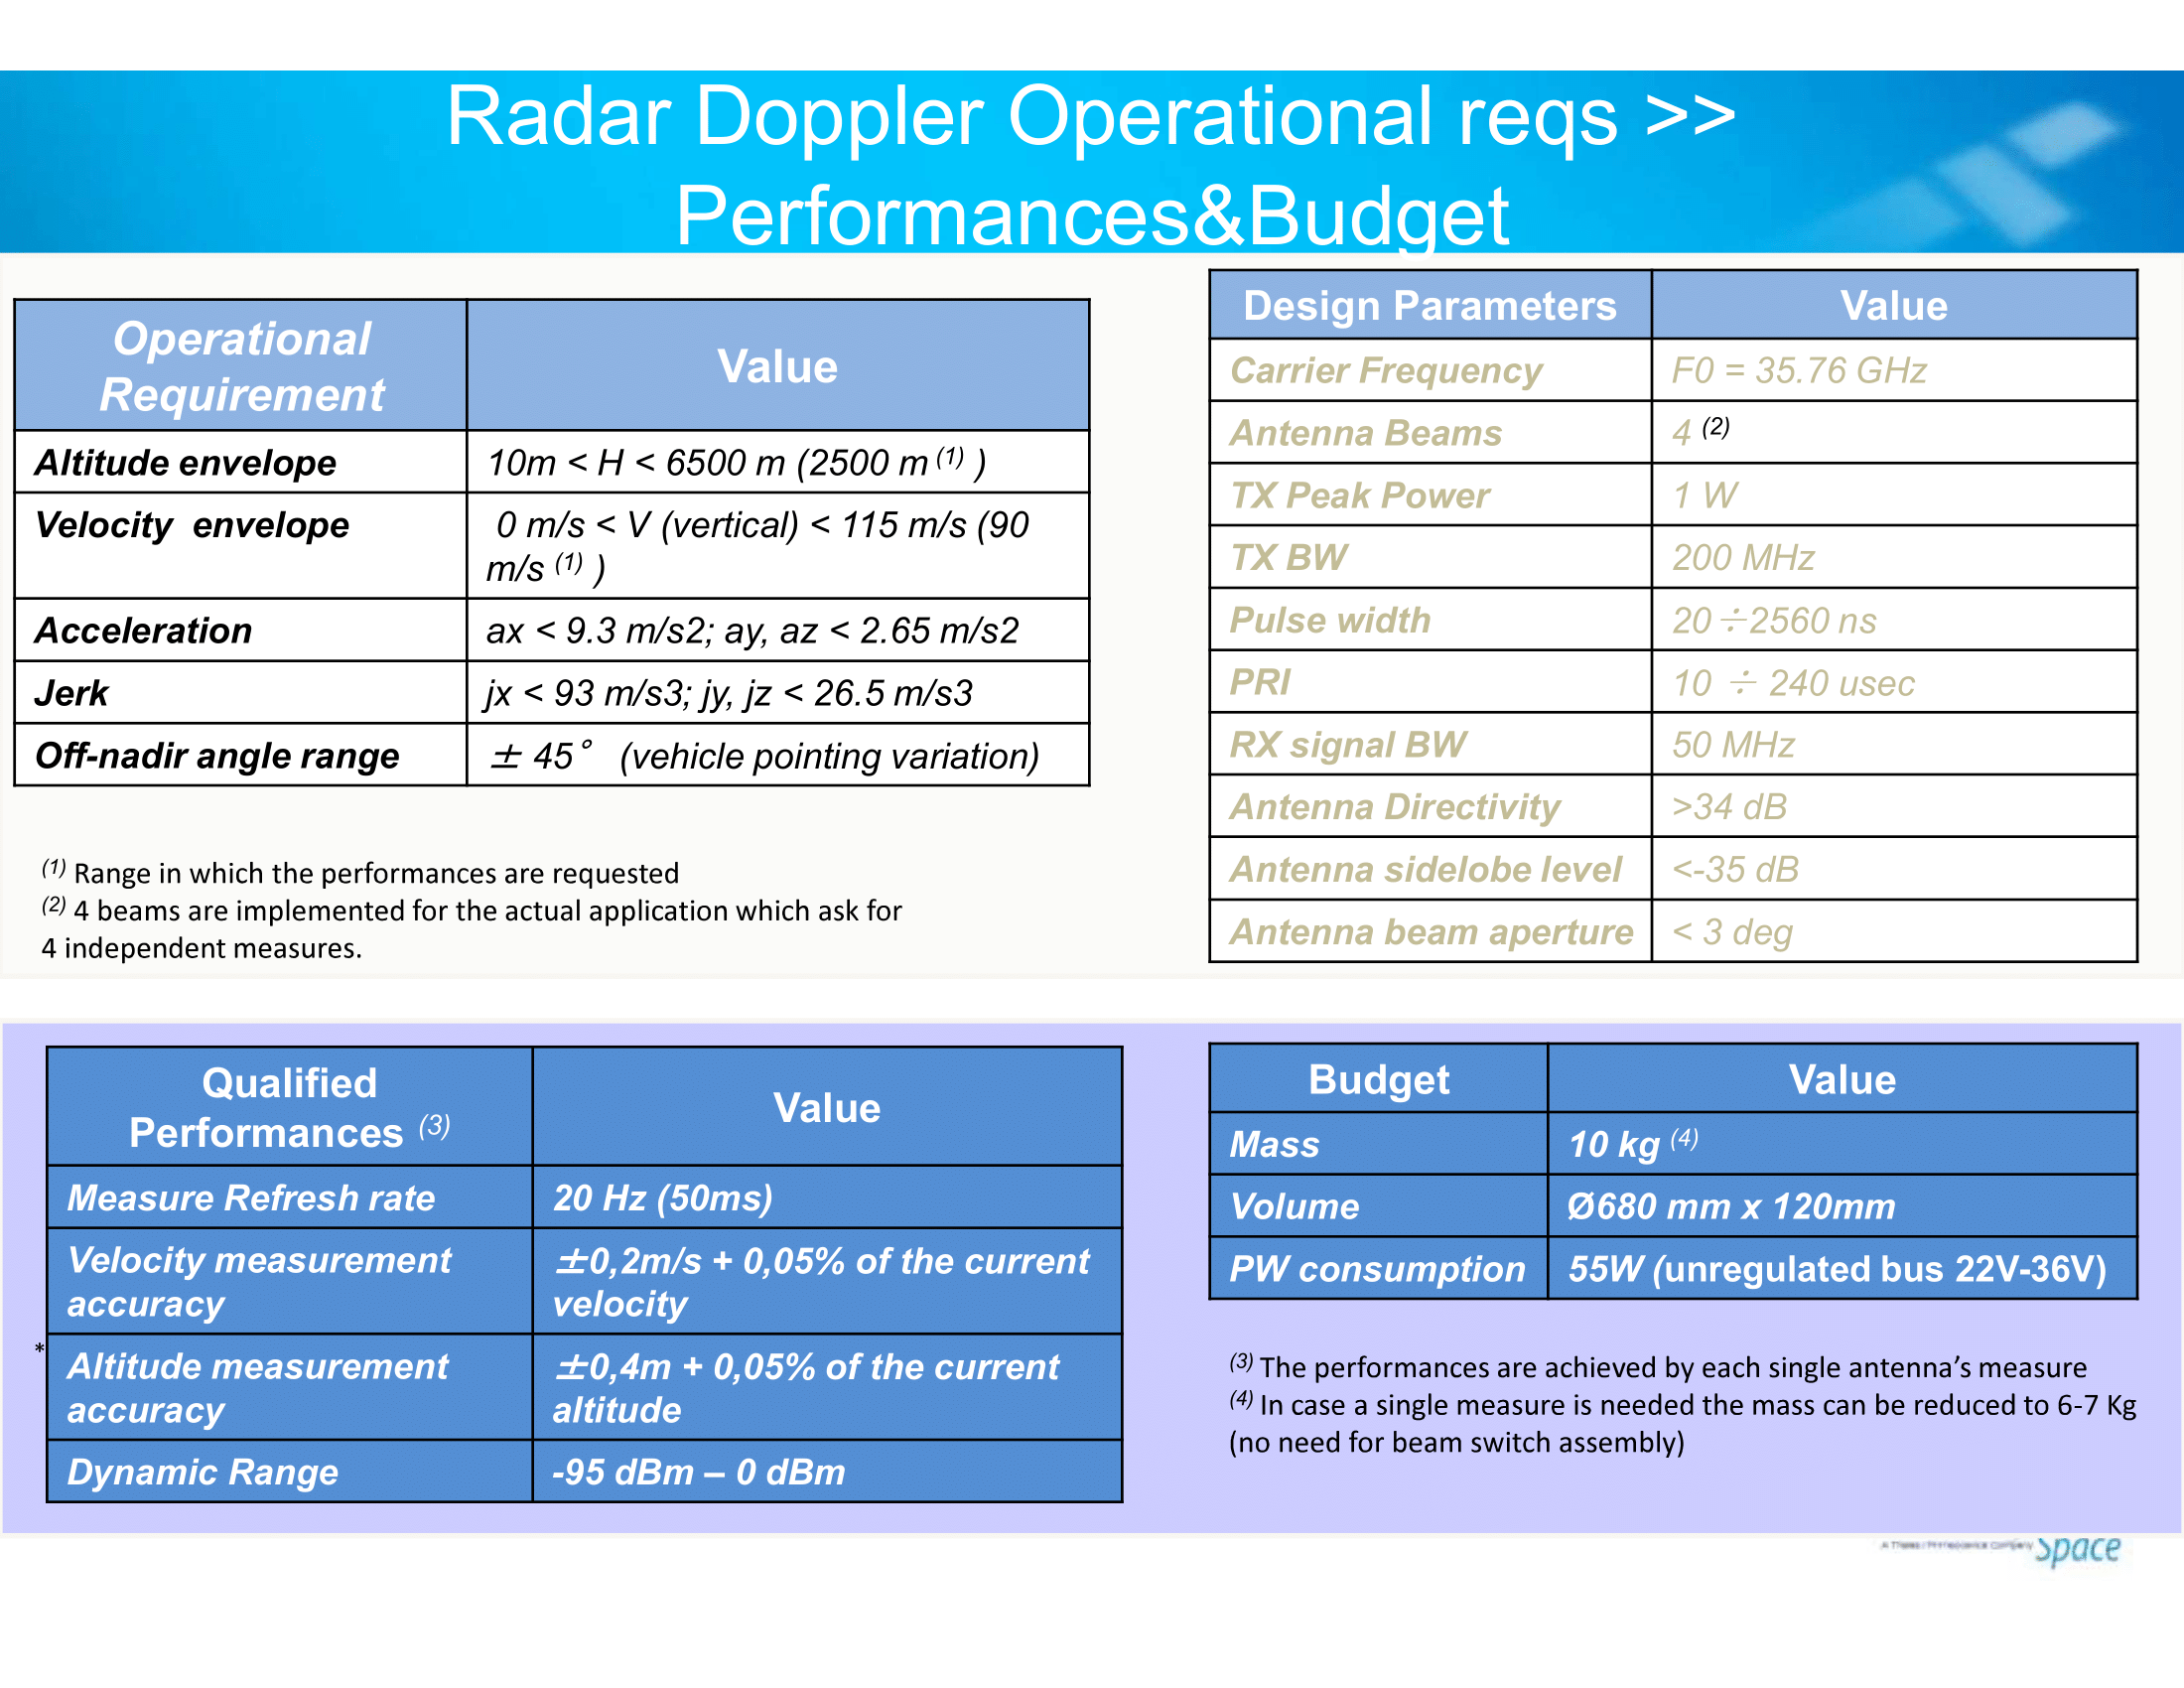 Radar Doppler Operational reqs >>
Performances&Budget
Operational
Requirement
Value
Altitude envelope
10m < H < 6500 m (2500 m (1) )
Velocity envelope
0 m/s < V (vertical) < 115 m/s (90
m/s (1) )
Acceleration
ax < 9.3 m/s2; ay, az < 2.65 m/s2
Jerk
jx < 93 m/s3; jy, jz < 26.5 m/s3
Off-nadir angle range
± 45° (vehicle pointing variation)
(1) Range in which the performances are requested
(2) 4 beams are implemented for the actual application which ask for
4 independent measures.
Design Parameters
Value
Carrier Frequency
F0 = 35.76 GHz
Antenna Beams
4 (2)
TX Peak Power
1 W
TX BW
200 MHz
Pulse width
20÷2560 ns
PRI
10 ÷ 240 usec
RX signal BW
50 MHz
Antenna Directivity
>34 dB
Antenna sidelobe level
<-35 dB
Antenna beam aperture
< 3 deg
Qualified
Performances (3)
Value
Measure Refresh rate
20 Hz (50ms)
Velocity measurement
accuracy
±0,2m/s + 0,05% of the current
velocity
*
Altitude measurement
accuracy
±0,4m + 0,05% of the current
altitude
Dynamic Range
-95 dBm – 0 dBm
Budget
Value
Mass
10 kg (4)
Volume
Ø680 mm x 120mm
PW consumption
55W (unregulated bus 22V-36V)
(3) The performances are achieved by each single antenna's measure
(4) In case a single measure is needed the mass can be reduced to 6-7 Kg
(no need for beam switch assembly)
Space